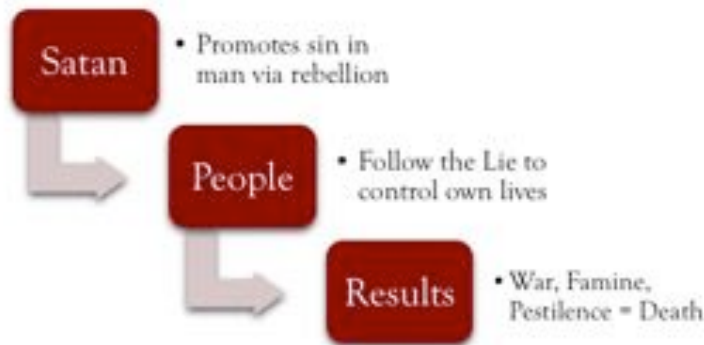 Satan
• Promotes sin in
man via rebellion
People
• Follow the Lie to
control own lives
Results
• War, Famine,
Pestilence = Death